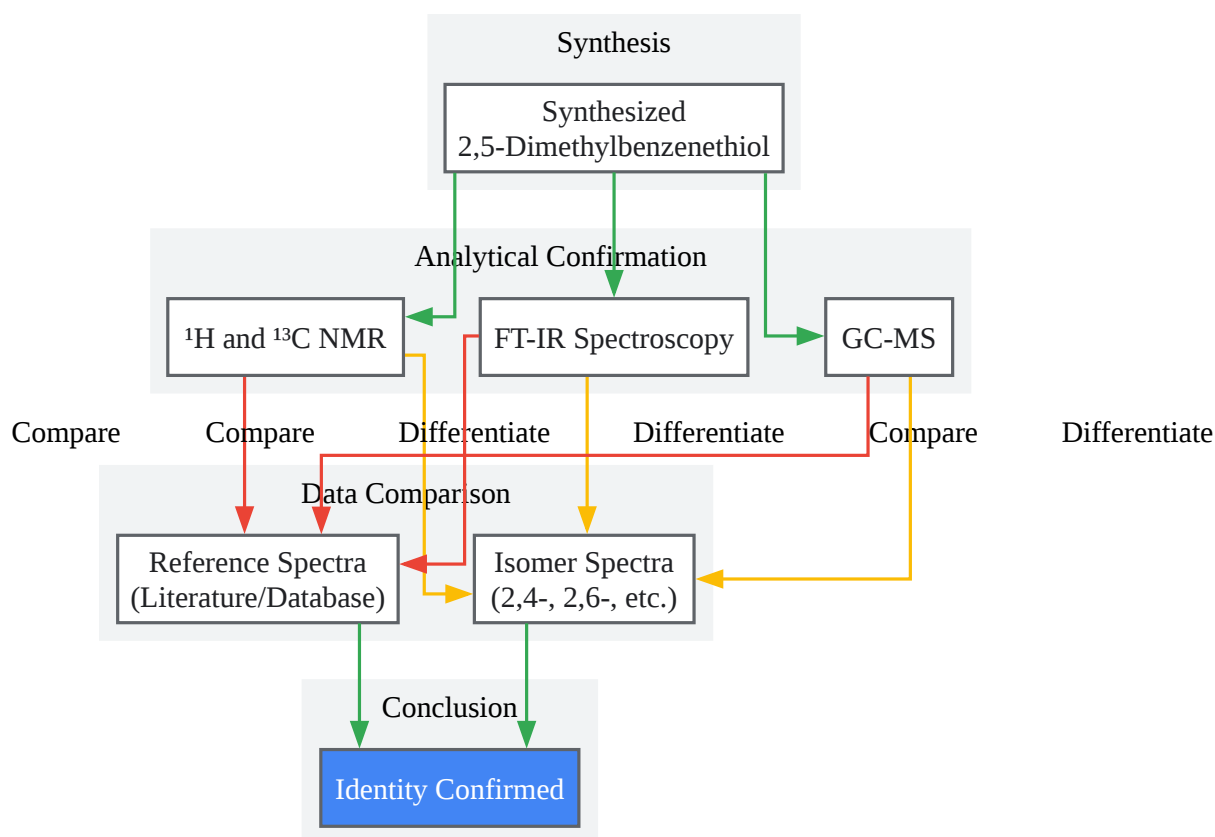 Synthesis
Synthesized
2,5-Dimethylbenzenethiol
Analytical Confirmation
¹H and ¹³C NMR
FT-IR Spectroscopy
GC-MS
Compare
Compare
Differentiate
Differentiate
Compare
Differentiate
Data Comparison
Reference Spectra
(Literature/Database)
Isomer Spectra
(2,4-, 2,6-, etc.)
Conclusion
Identity Confirmed